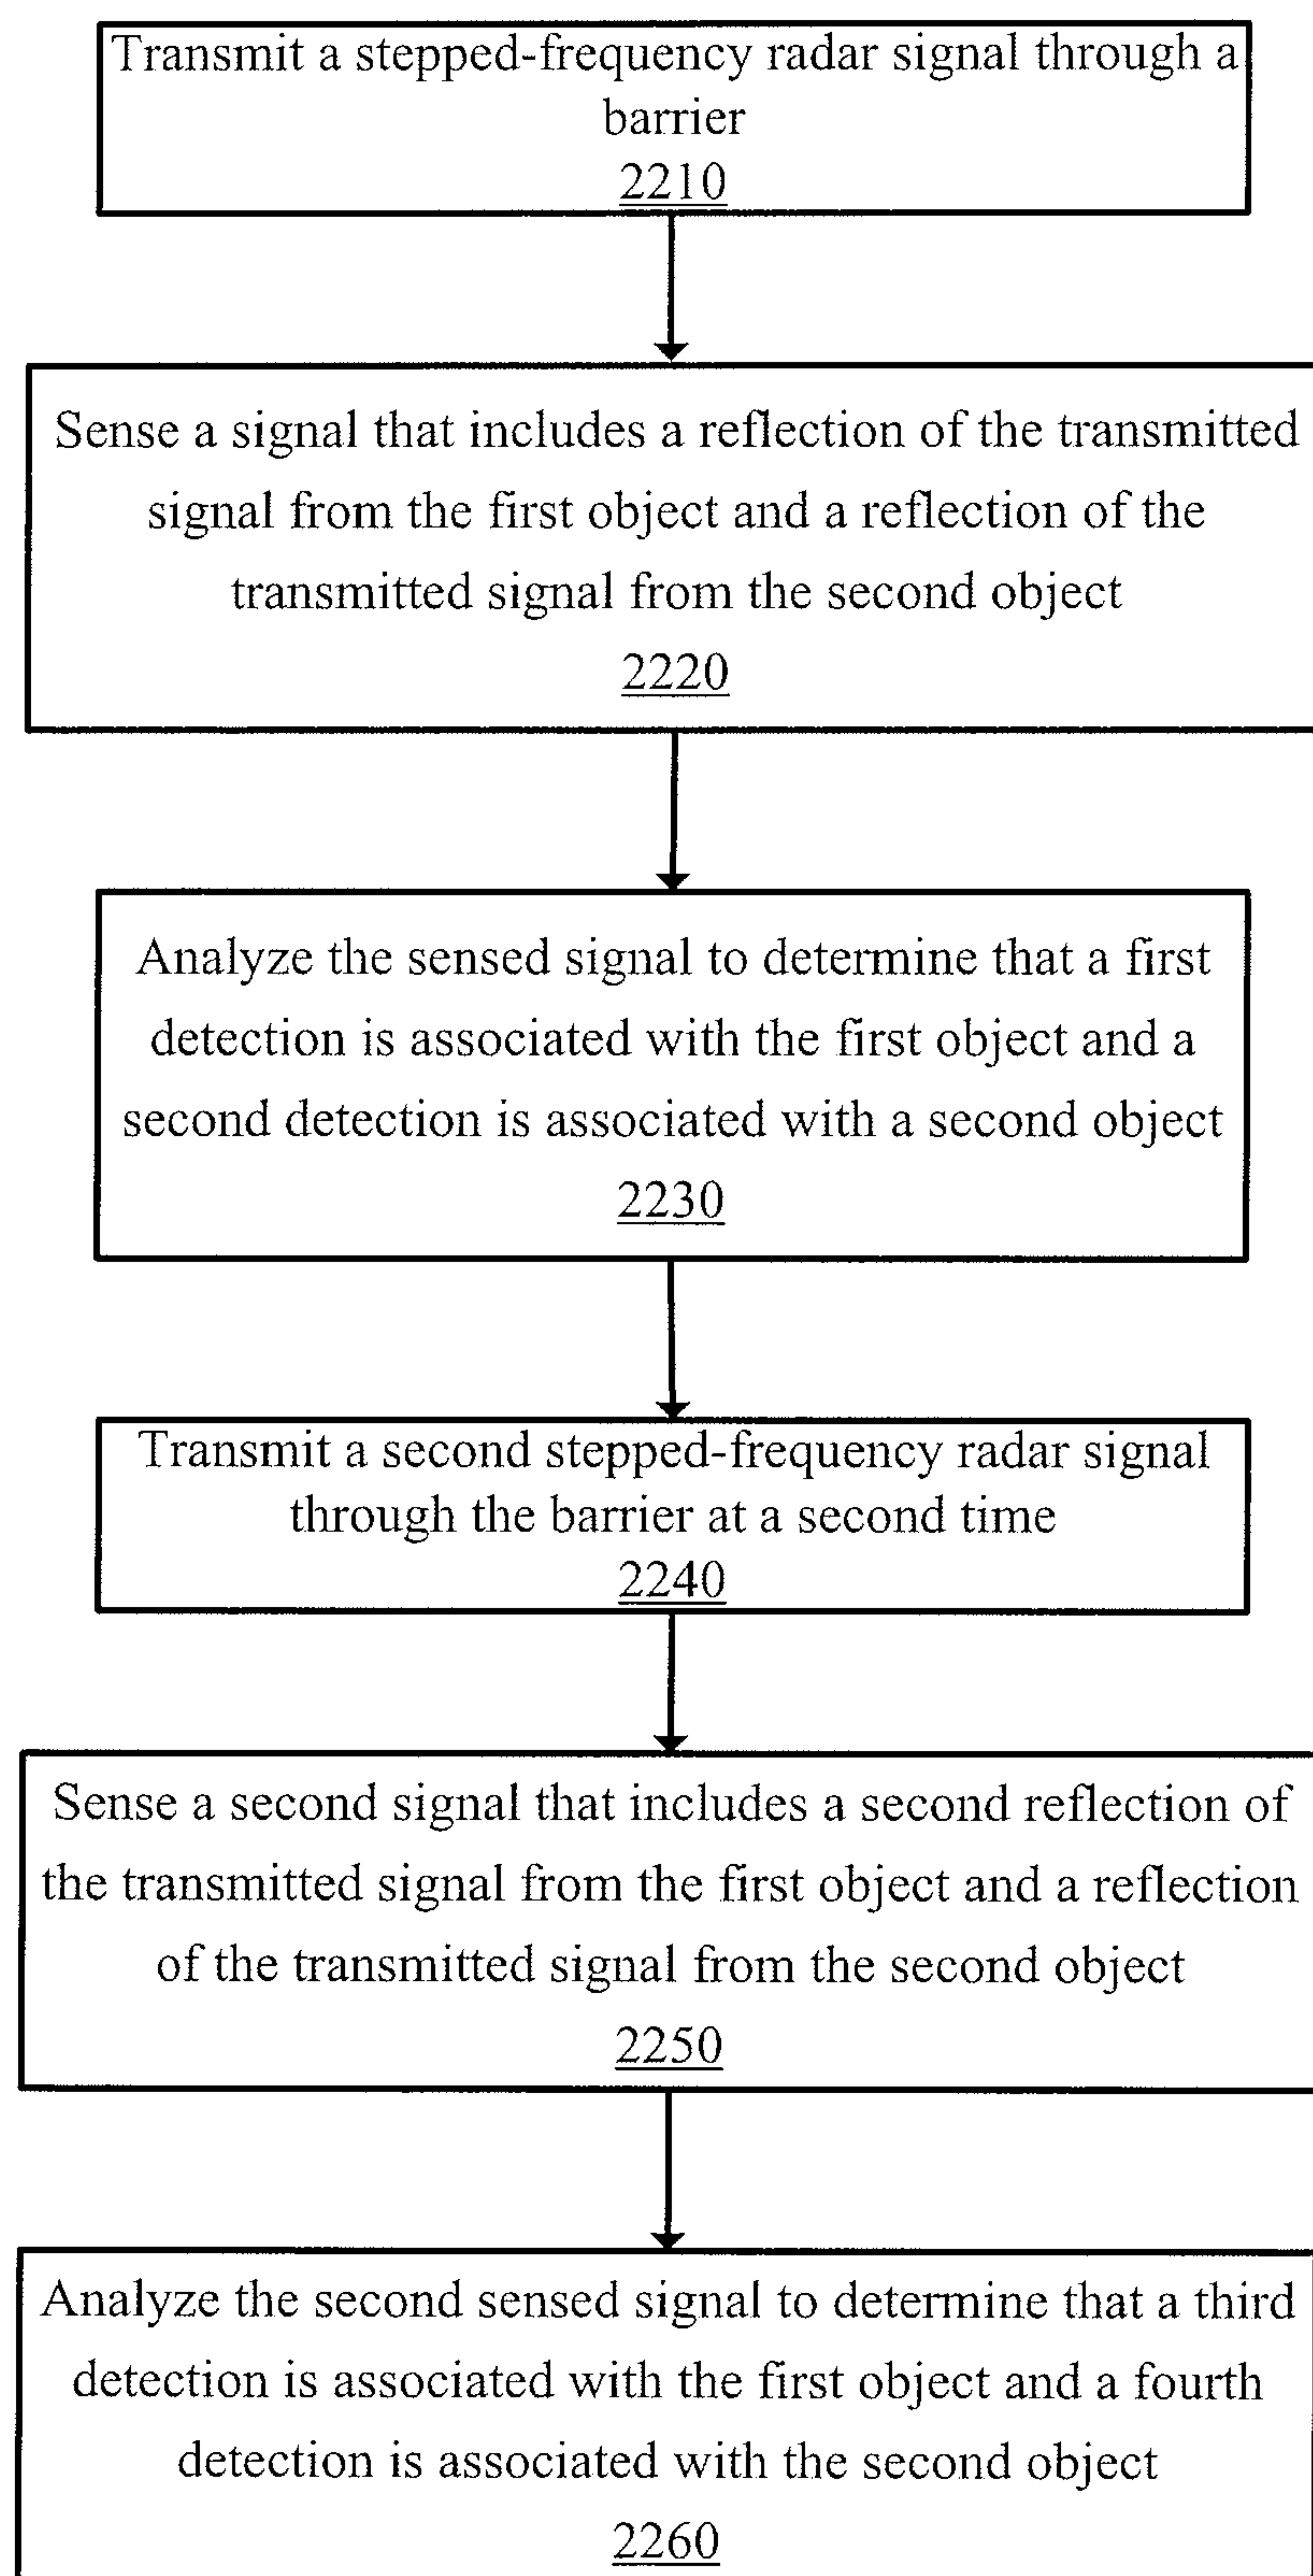 Transmit a stepped-frequency radar signal through a
barrier
2210
Sense a signal that includes a reflection of the transmitted
signal from the first object and a reflection of the
transmitted signal from the second object
2220
Analyze the sensed signal to determine that a first
detection is associated with the first object and a
second detection is associated with a second object
2230
Transmit a second stepped-frequency radar signal
through the barrier at a second time
2240
Sense a second signal that includes a second reflection of
the transmitted signal from the first object and a reflection
of the transmitted signal from the second object
2250
Analyze the second sensed signal to determine that a third
detection is associated with the first object and a fourth
detection is associated with the second object
2260